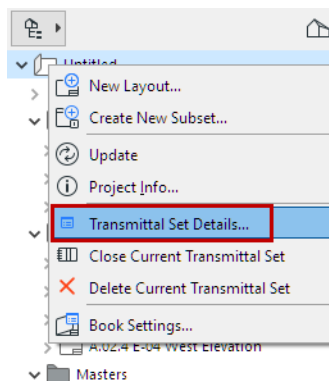 Untitled
New Layout...
Create New Subset...
Update
Project Info...
Transmittal Set Details...
Close Current Transmittal Set
Delete Current Transmittal Set
Book Settings...
A.02.4 E-04 West Elevation
Masters